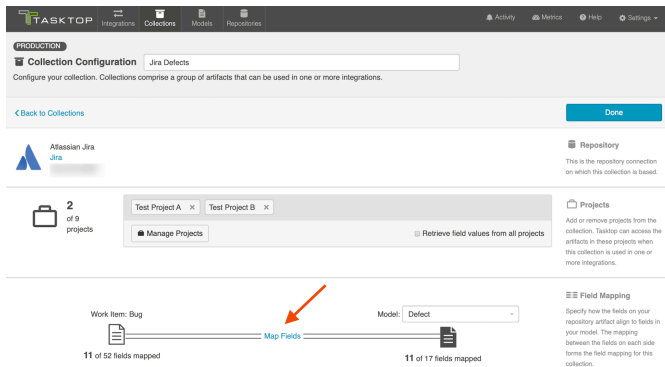 TASKTOP
Integrations
Collections
Models
Repositories
Activity
Metrics
Help
Settings
PRODUCTION
Collection Configuration
Jira Defects
Configure your collection. Collections comprise a group of artifacts that can be used in one or more integrations.
Back to Collections
Done
Atlassian Jira
Jira
Repository
This is the repository connection
on which this collection is based.
2
of 9
projects
Test Project A ×
Test Project B ×
Manage Projects
Retrieve field values from all projects
Projects
Add or remove projects from the
collection. Tasktop can access the
artifacts in these projects when
this collection is used in one or
more integrations.
Work Item: Bug
Map Fields
Model: Defect
11 of 52 fields mapped
11 of 17 fields mapped
Field Mapping
Specify how the fields on your
repository artifact align to fields in
your model. The mapping
between the fields on each side
forms the field mapping for this
collection.